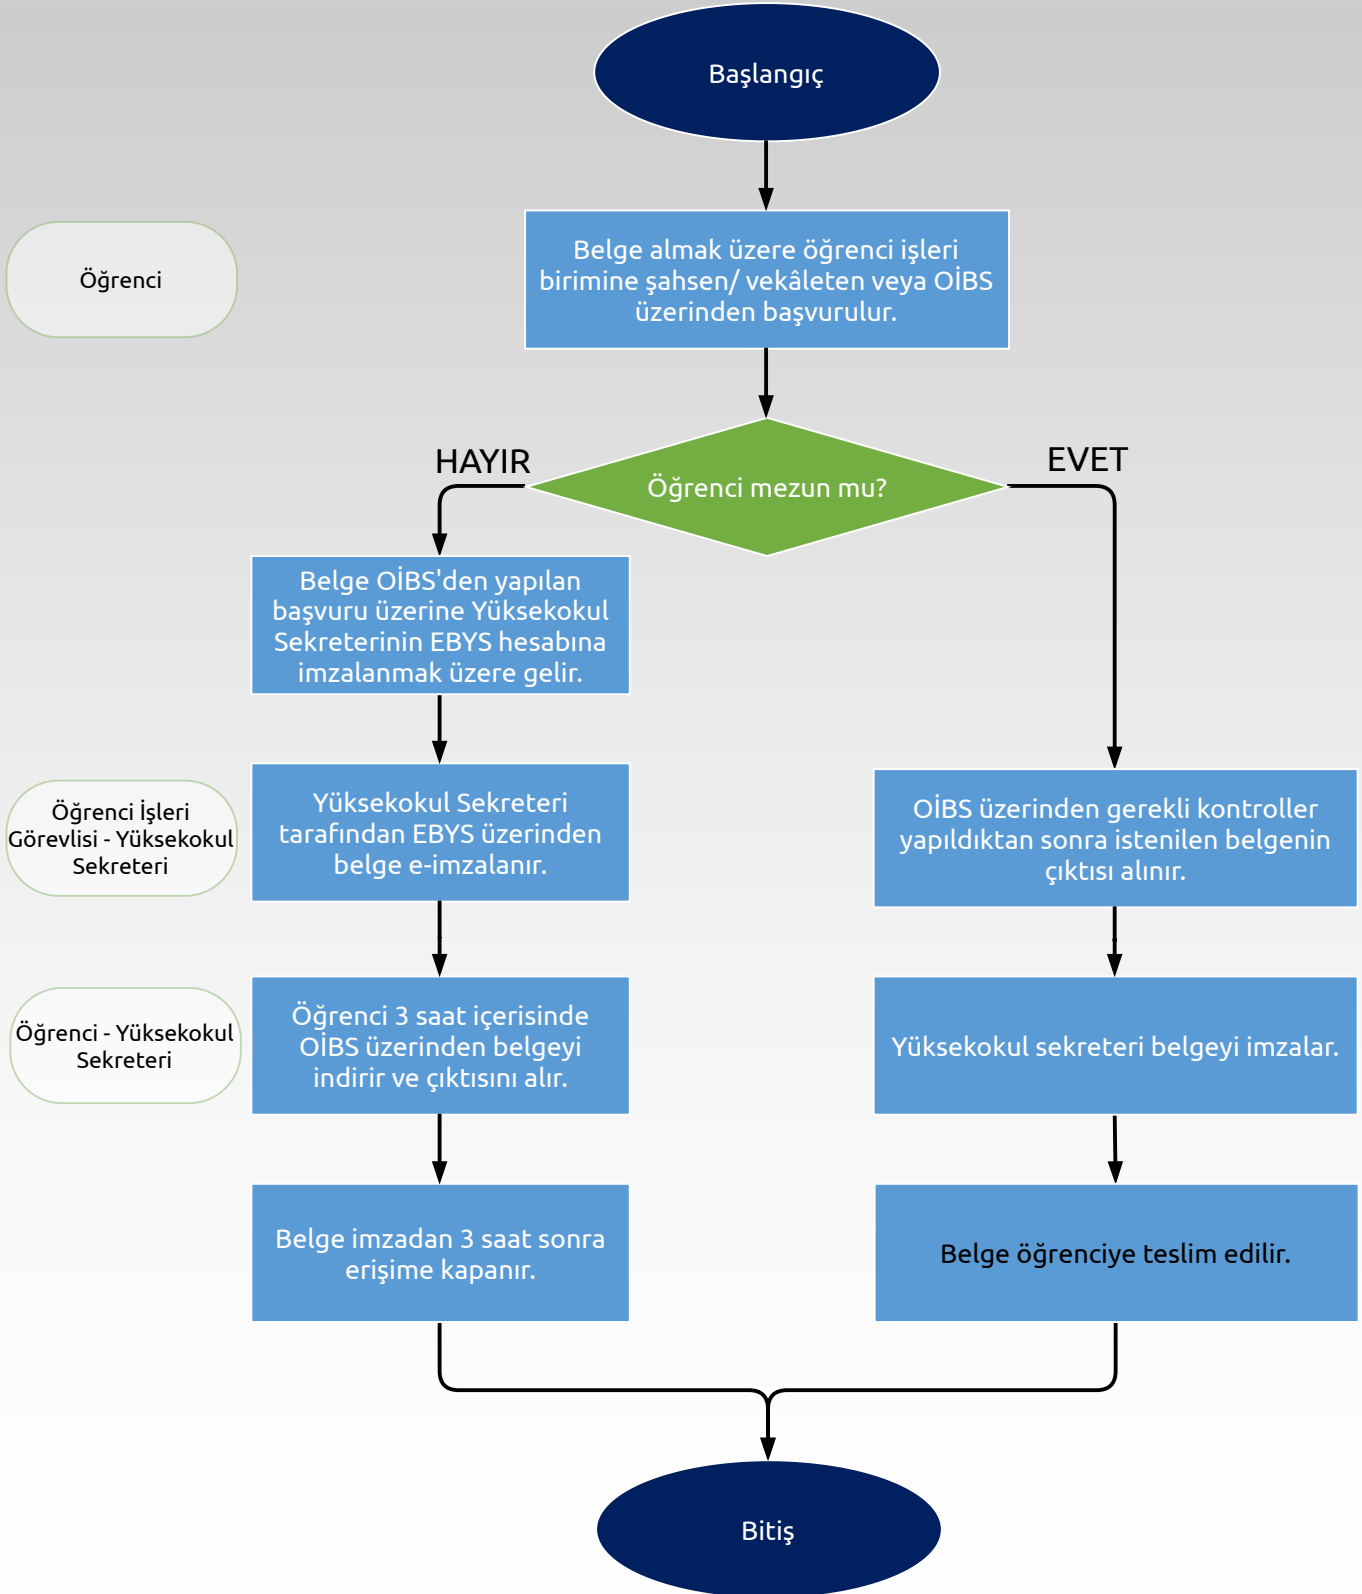 Başlangıç
Öğrenci
Belge almak üzere öğrenci işleri
birimine şahsen/ vekâleten veya OİBS
üzerinden başvurulur.
Öğrenci mezun mu?
HAYIR
EVET
Belge OİBS'den yapılan
başvuru üzerine Yüksekokul
Sekreterinin EBYS hesabına
imzalanmak üzere gelir.
Öğrenci İşleri
Görevlisi - Yüksekokul
Sekreteri
Yüksekokul Sekreteri
tarafından EBYS üzerinden
belge e-imzalanır.
OİBS üzerinden gerekli kontroller
yapıldıktan sonra istenilen belgenin
çıktısı alınır.
Öğrenci - Yüksekokul
Sekreteri
Öğrenci 3 saat içerisinde
OİBS üzerinden belgeyi
indirir ve çıktısını alır.
Yüksekokul sekreteri belgeyi imzalar.
Belge imzadan 3 saat sonra
erişime kapanır.
Belge öğrenciye teslim edilir.
Bitiş